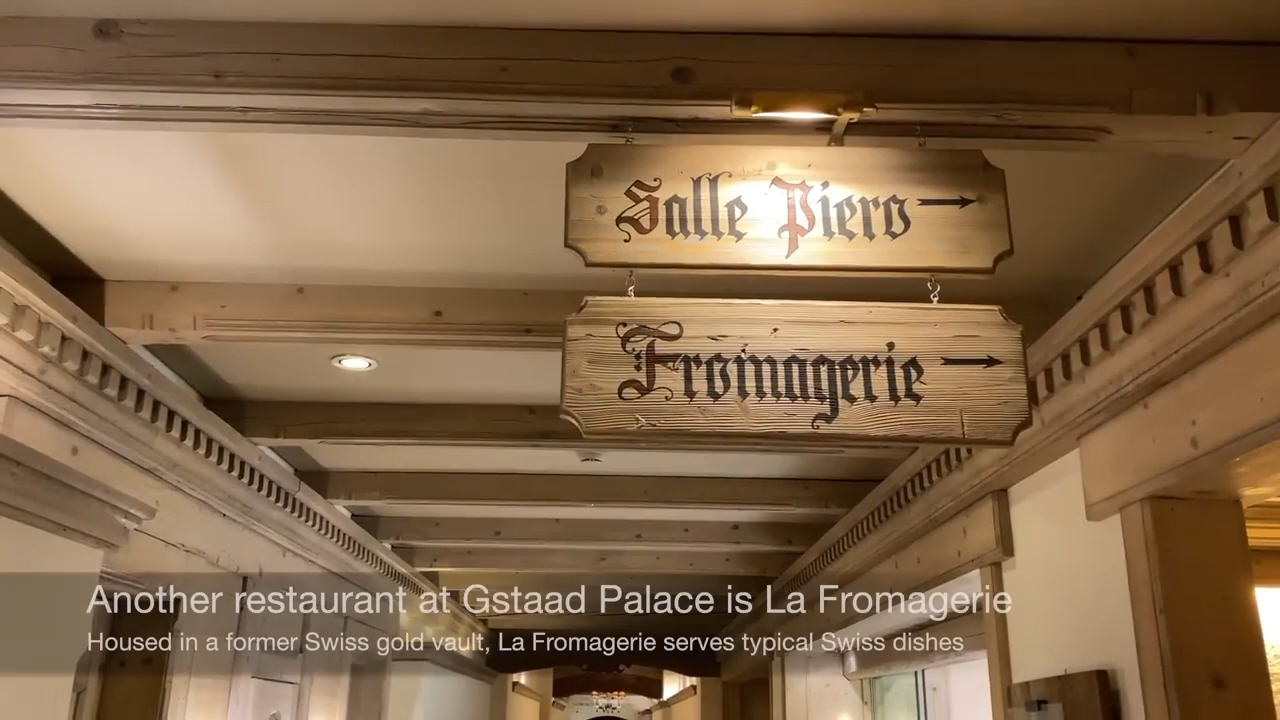 Salle Piero
Fromagerie
Another restaurant at Gstaad Palace is La Fromagerie
Housed in a former Swiss gold vault, La Fromagerie serves typical Swiss dishes